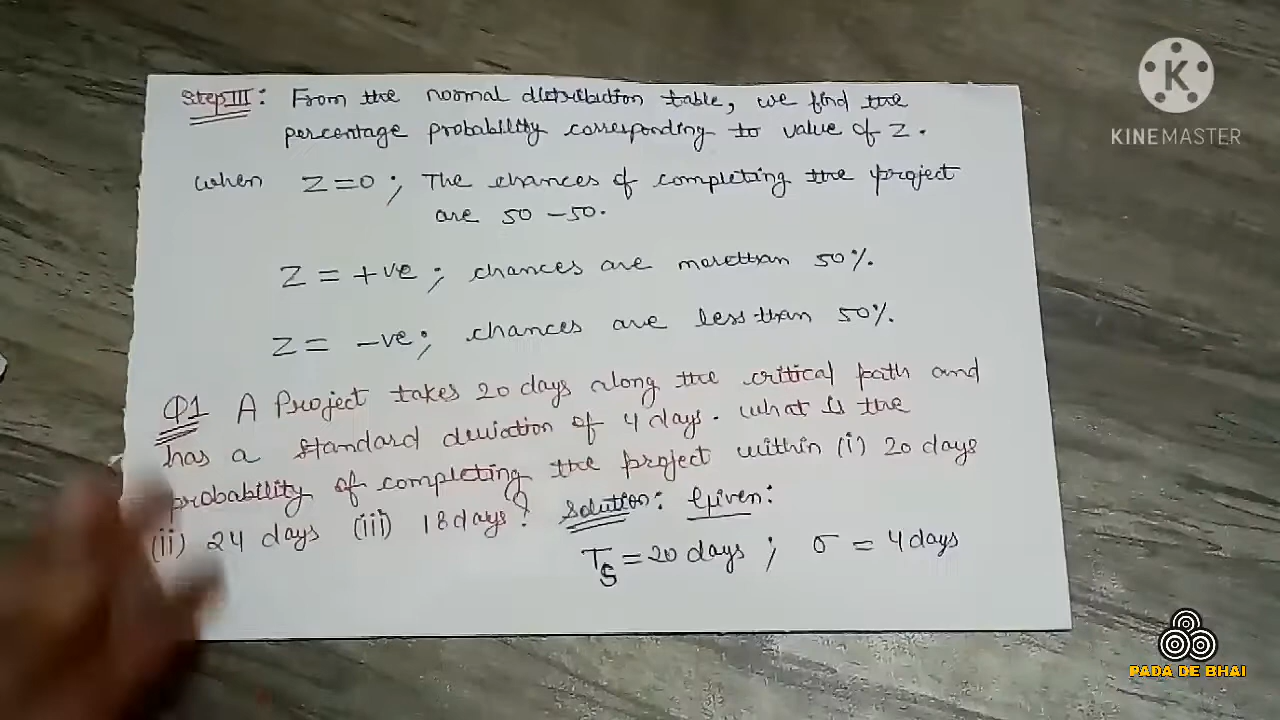 Step III: From the normal distribution table, we find the
percentage probability corresponding to value of Z.
when Z=0; The chances of completing the project
are 50-50.
Z = +ve; chances are more than 50%.
Z = -ve; chances are less than 50%.
Q1 A Project takes 20 days along the critical path and
has a standard deviation of 4 days. What is the
probability of completing the project within (i) 20 days
(ii) 24 days (iii) 18 days? Solution: Given:
Ts = 20 days ; σ = 4 days
K
KINEMASTER
PADA DE BHAI